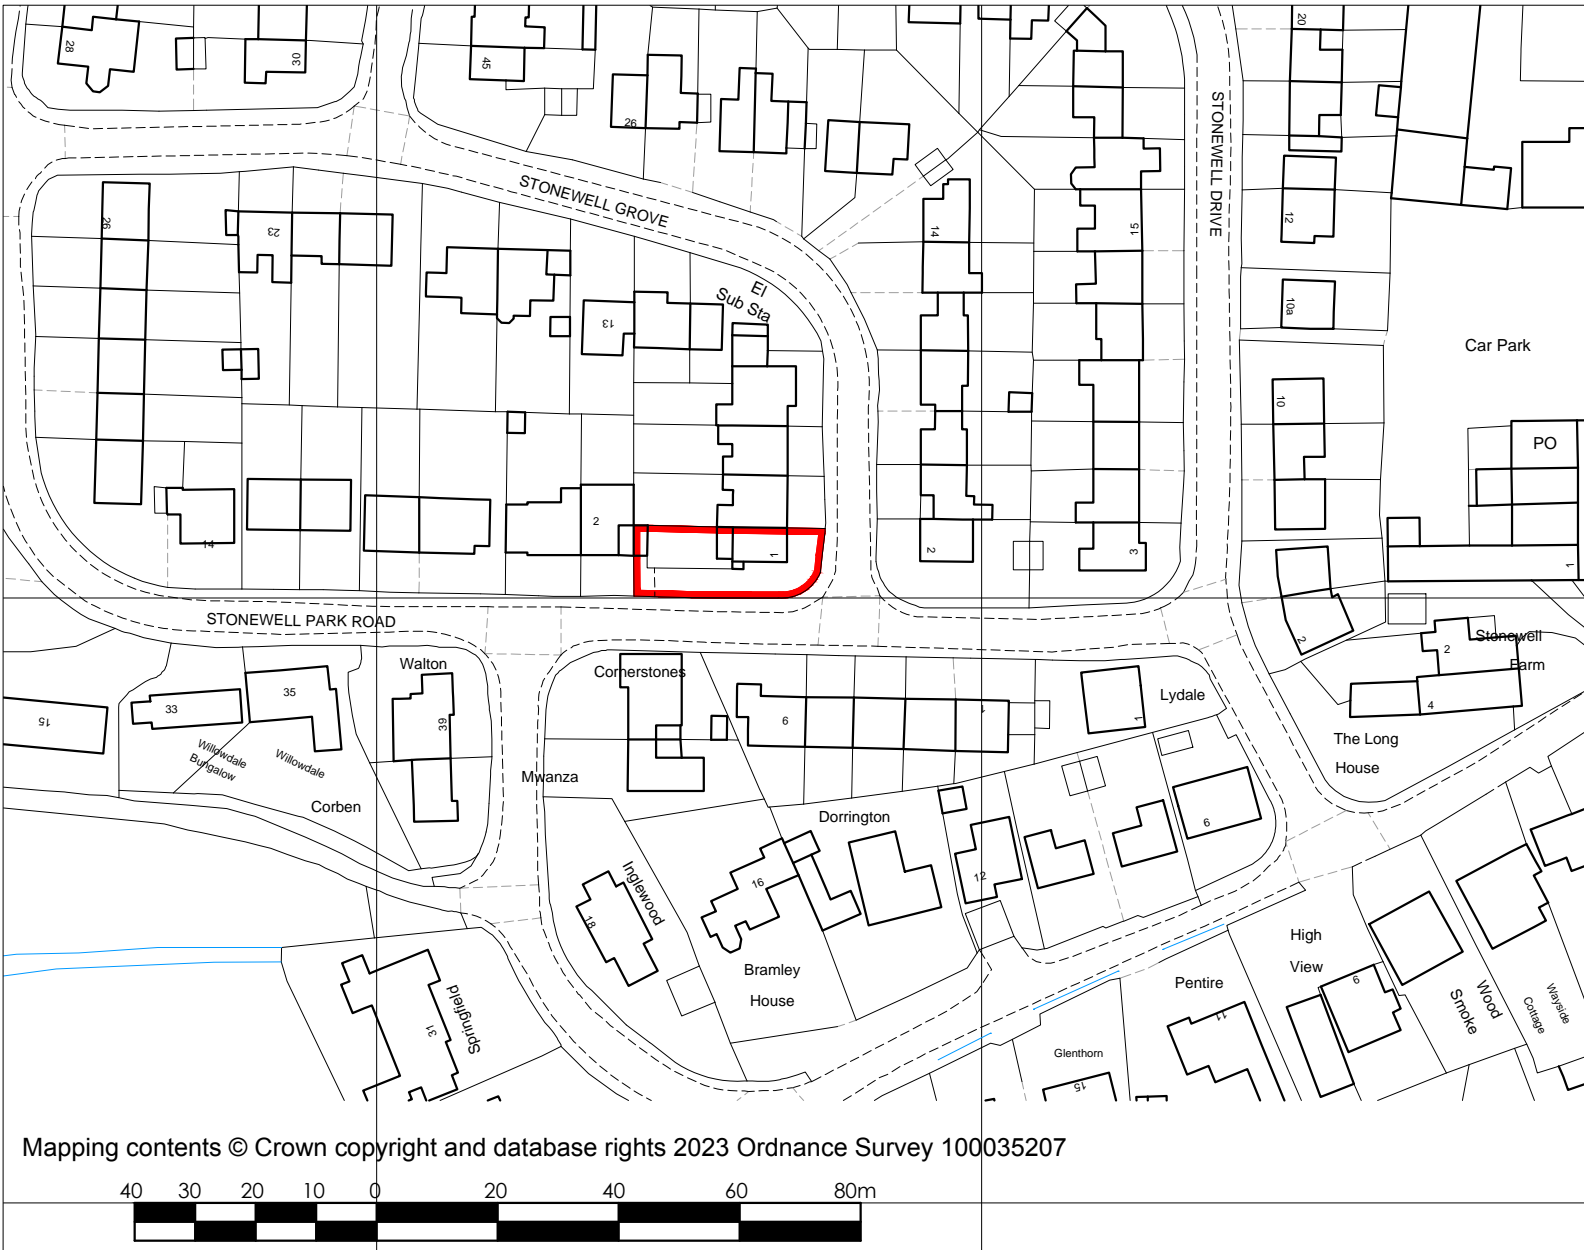 28
30
45
26
20
STONEWELL DRIVE
STONEWELL GROVE
26
23
14
15
12
El
Sub Sta
13
10a
Car Park
10
PO
2
1
14
2
3
1
2
STONEWELL PARK ROAD
Stonewell
Farm
2
4
Walton
Cornerstones
Lydale
1
33
35
39
15
6
1
Willowdale
Bungalow
Willowdale
Corben
Mwanza
The Long
House
Dorrington
6
12
16
Inglewood
18
Bramley
House
High
View
Pentire
9
Wood
Smoke
Wayside
Cottage
Springfield
31
11
Glenthorn
15
Mapping contents © Crown copyright and database rights 2023 Ordnance Survey 100035207
40 30 20 10 0 20 40 60 80m